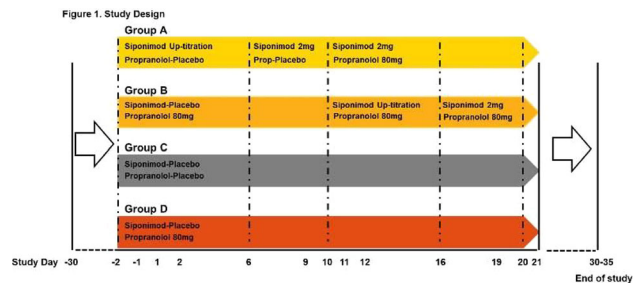 Figure 1. Study Design
Group A
Siponimod Up-titration Siponimod 2mg Siponimod 2mg
Propranolol-Placebo Prop-Placebo Propranolol 80mg
Group B
Siponimod-Placebo Siponimod Up-titration Siponimod 2mg
Propranolol 80mg Propranolol 80mg Propranolol 80mg
Group C
Siponimod-Placebo
Propranolol-Placebo
Group D
Siponimod-Placebo
Propranolol 80mg
Study Day -30 -2 -1 1 2 6 9 10 11 12 16 19 20 21 30-35
End of study